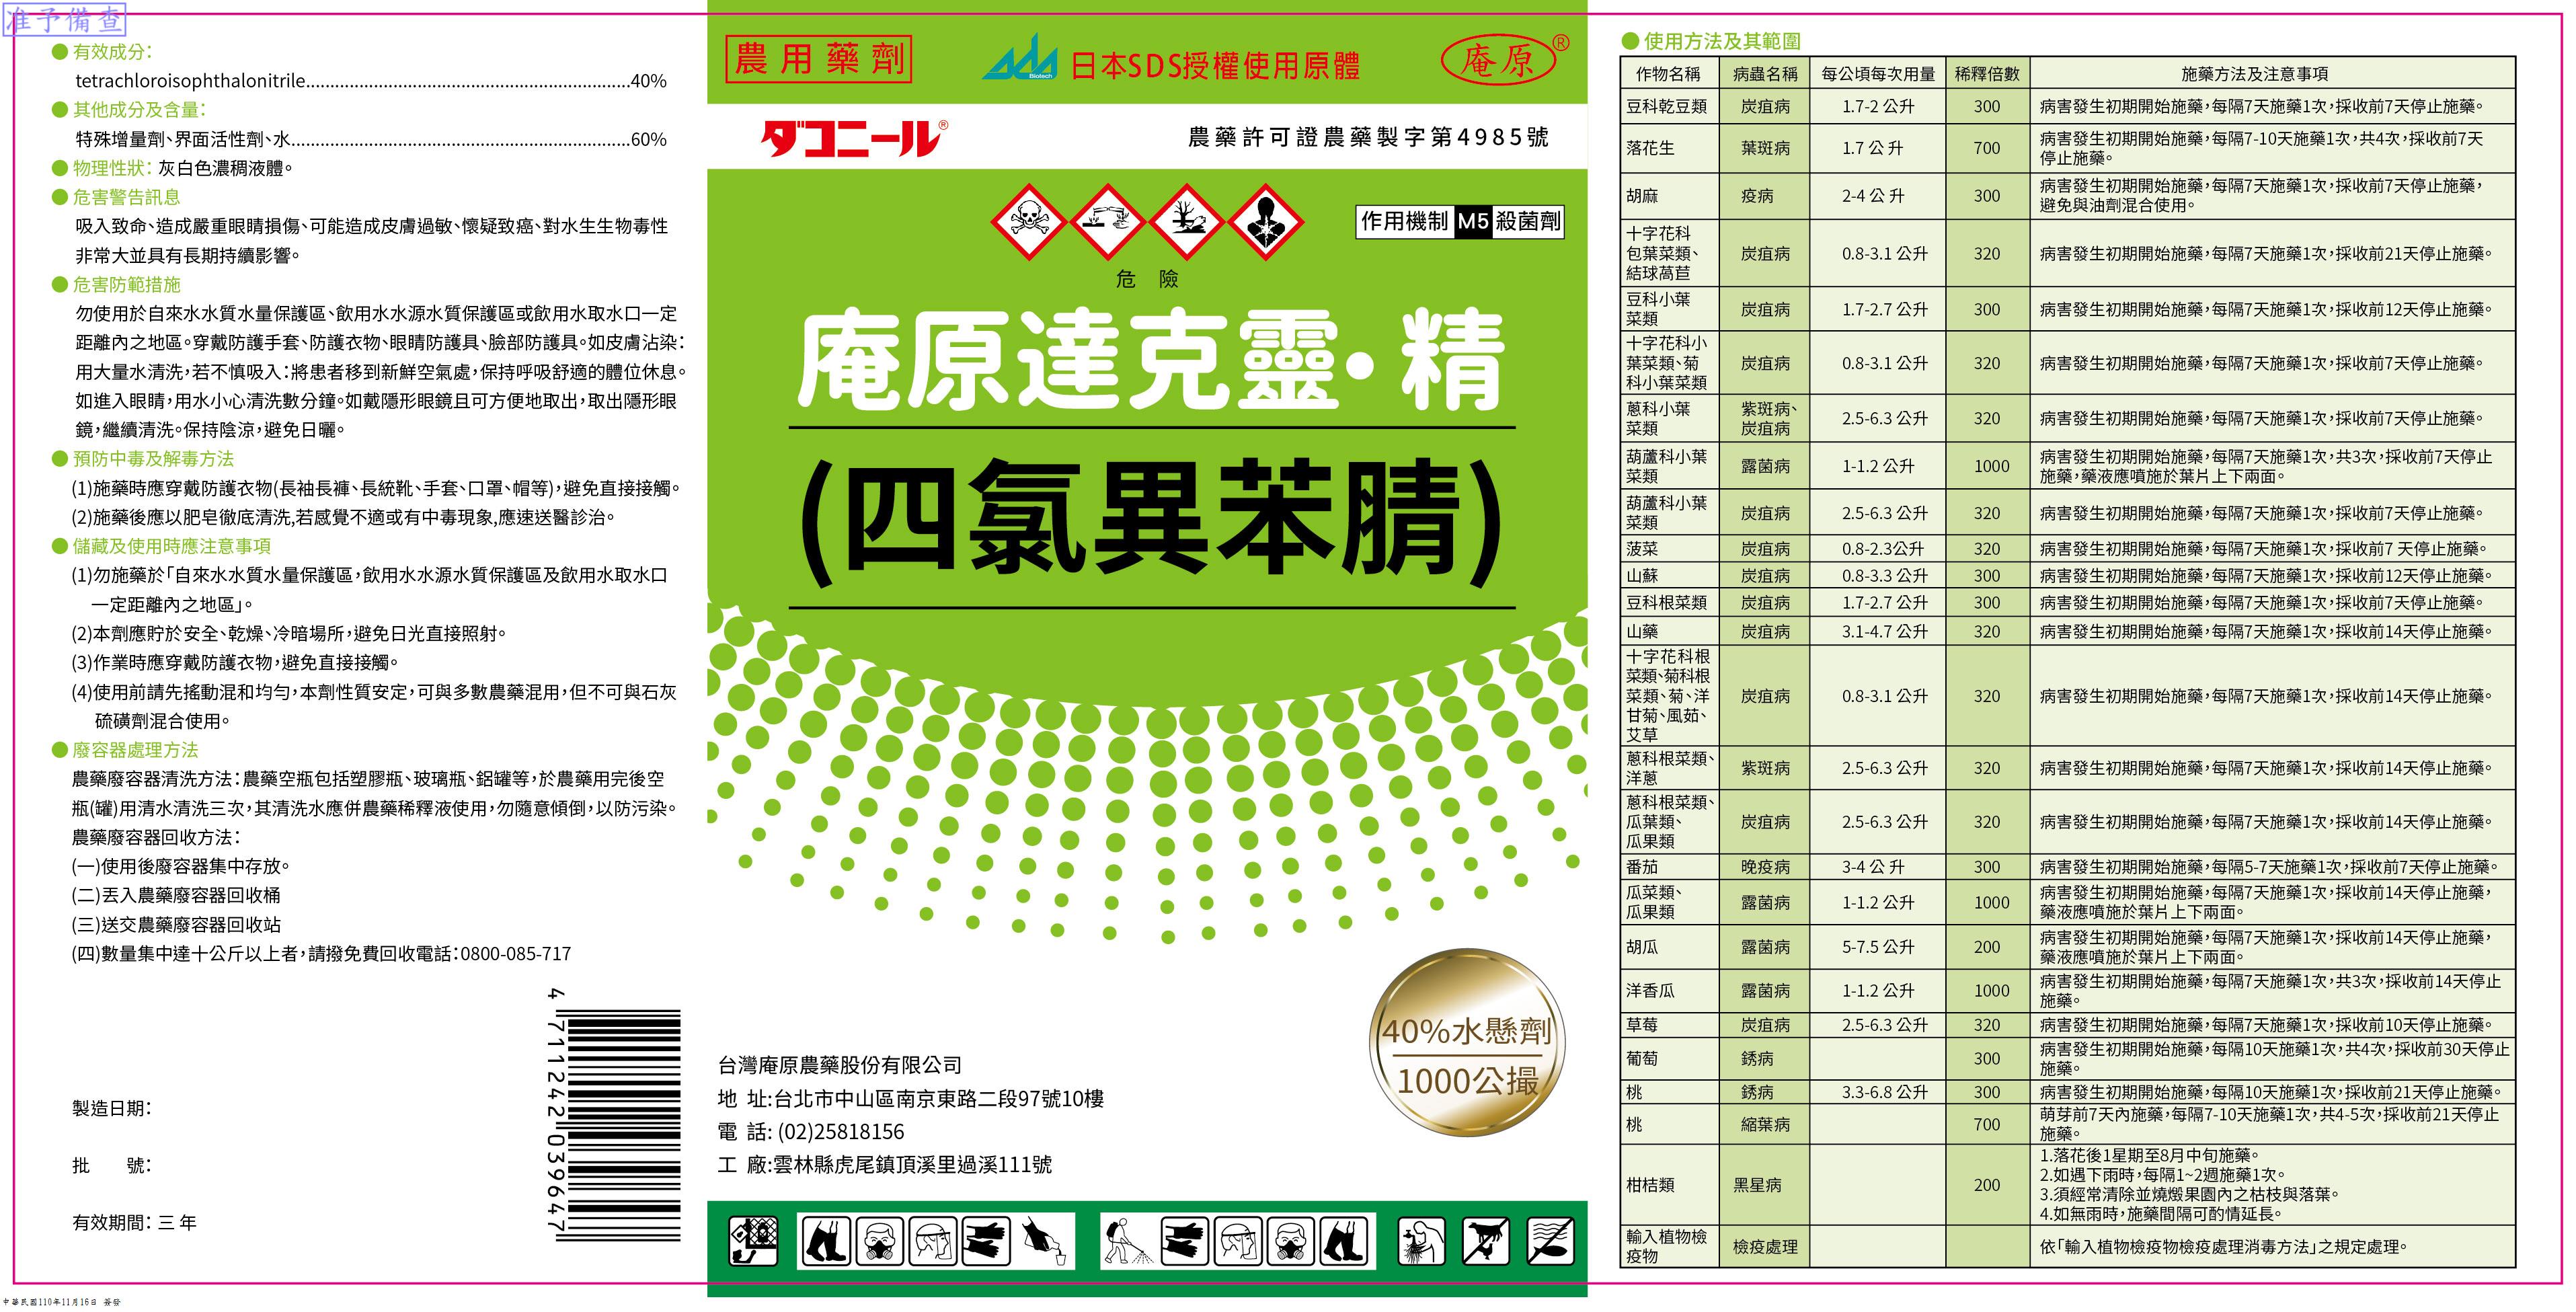 准予備查
● 有效成分：
tetrachloroisophthalonitrile..................................................................40%
● 其他成分及含量：
特殊增量劑、界面活性劑、水.....................................................................60%
● 物理性狀： 灰白色濃稠液體。
● 危害警告訊息
吸入致命、造成嚴重眼睛損傷、可能造成皮膚過敏、懷疑致癌、對水生生物毒性
非常大並具有長期持續影響。
● 危害防範措施
勿使用於自來水水質水量保護區、飲用水水源水質保護區或飲用水取水口一定
距離內之地區。穿戴防護手套、防護衣物、眼睛防護具、臉部防護具。如皮膚沾染：
用大量水清洗，若不慎吸入：將患者移到新鮮空氣處，保持呼吸舒適的體位休息。
如進入眼睛，用水小心清洗數分鐘。如戴隱形眼鏡且可方便地取出，取出隱形眼
鏡，繼續清洗。保持陰涼，避免日曬。
● 預防中毒及解毒方法
(1)施藥時應穿戴防護衣物(長袖長褲、長統靴、手套、口罩、帽等)，避免直接接觸。
(2)施藥後應以肥皂徹底清洗,若感覺不適或有中毒現象,應速送醫診治。
● 儲藏及使用時應注意事項
(1)勿施藥於「自來水水質水量保護區，飲用水水源水質保護區及飲用水取水口
一定距離內之地區」。
(2)本劑應貯於安全、乾燥、冷暗場所，避免日光直接照射。
(3)作業時應穿戴防護衣物，避免直接接觸。
(4)使用前請先搖動混和均勻，本劑性質安定，可與多數農藥混用，但不可與石灰
硫磺劑混合使用。
● 廢容器處理方法
農藥廢容器清洗方法：農藥空瓶包括塑膠瓶、玻璃瓶、鋁罐等，於農藥用完後空
瓶(罐)用清水清洗三次，其清洗水應併農藥稀釋液使用，勿隨意傾倒，以防污染。
農藥廢容器回收方法：
(一)使用後廢容器集中存放。
(二)丟入農藥廢容器回收桶
(三)送交農藥廢容器回收站
(四)數量集中達十公斤以上者，請撥免費回收電話：0800-085-717
4 711242 039647
製造日期：
批 號：
有效期間： 三 年
中華民國110年11月16日 簽發
農用藥劑
SDS Biotech 日本SDS授權使用原體
庵原®
ダコニール®
農藥許可證農藥製字第4985號
作用機制 M5 殺菌劑
危 險
庵原達克靈・精
(四氯異苯腈)
40%水懸劑
1000公撮
台灣庵原農藥股份有限公司
地 址:台北市中山區南京東路二段97號10樓
電 話: (02)25818156
工 廠:雲林縣虎尾鎮頂溪里過溪111號
● 使用方法及其範圍
作物名稱 病蟲名稱 每公頃每次用量 稀釋倍數 施藥方法及注意事項
豆科乾豆類 炭疽病 1.7-2 公升 300 病害發生初期開始施藥，每隔7天施藥1次，採收前7天停止施藥。
落花生 葉斑病 1.7 公 升 700 病害發生初期開始施藥，每隔7-10天施藥1次，共4次，採收前7天
停止施藥。
胡麻 疫病 2-4 公 升 300 病害發生初期開始施藥，每隔7天施藥1次，採收前7天停止施藥，
避免與油劑混合使用。
十字花科
包葉菜類、
結球萵苣 炭疽病 0.8-3.1 公升 320 病害發生初期開始施藥，每隔7天施藥1次，採收前21天停止施藥。
豆科小葉
菜類 炭疽病 1.7-2.7 公升 300 病害發生初期開始施藥，每隔7天施藥1次，採收前12天停止施藥。
十字花科小
葉菜類、菊
科小葉菜類 炭疽病 0.8-3.1 公升 320 病害發生初期開始施藥，每隔7天施藥1次，採收前7天停止施藥。
蔥科小葉
菜類 紫斑病、
炭疽病 2.5-6.3 公升 320 病害發生初期開始施藥，每隔7天施藥1次，採收前7天停止施藥。
葫蘆科小葉
菜類 露菌病 1-1.2 公升 1000 病害發生初期開始施藥，每隔7天施藥1次，共3次，採收前7天停止
施藥，藥液應噴施於葉片上下兩面。
葫蘆科小葉
菜類 炭疽病 2.5-6.3 公升 320 病害發生初期開始施藥，每隔7天施藥1次，採收前7天停止施藥。
菠菜 炭疽病 0.8-2.3公升 320 病害發生初期開始施藥，每隔7天施藥1次，採收前7 天停止施藥。
山蘇 炭疽病 0.8-3.3 公升 300 病害發生初期開始施藥，每隔7天施藥1次，採收前12天停止施藥。
豆科根菜類 炭疽病 1.7-2.7 公升 300 病害發生初期開始施藥，每隔7天施藥1次，採收前7天停止施藥。
山藥 炭疽病 3.1-4.7 公升 320 病害發生初期開始施藥，每隔7天施藥1次，採收前14天停止施藥。
十字花科根
菜類、菊科根
菜類、菊、洋
甘菊、風茹、
艾草 炭疽病 0.8-3.1 公升 320 病害發生初期開始施藥，每隔7天施藥1次，採收前14天停止施藥。
蔥科根菜類、
洋蔥 紫斑病 2.5-6.3 公升 320 病害發生初期開始施藥，每隔7天施藥1次，採收前14天停止施藥。
蔥科根菜類、
瓜葉類、
瓜果類 炭疽病 2.5-6.3 公升 320 病害發生初期開始施藥，每隔7天施藥1次，採收前14天停止施藥。
番茄 晚疫病 3-4 公 升 300 病害發生初期開始施藥，每隔5-7天施藥1次，採收前7天停止施藥。
瓜菜類、
瓜果類 露菌病 1-1.2 公升 1000 病害發生初期開始施藥，每隔7天施藥1次，採收前14天停止施藥，
藥液應噴施於葉片上下兩面。
胡瓜 露菌病 5-7.5 公升 200 病害發生初期開始施藥，每隔7天施藥1次，採收前14天停止施藥，
藥液應噴施於葉片上下兩面。
洋香瓜 露菌病 1-1.2 公升 1000 病害發生初期開始施藥，每隔7天施藥1次，共3次，採收前14天停止
施藥。
草莓 炭疽病 2.5-6.3 公升 320 病害發生初期開始施藥，每隔7天施藥1次，採收前10天停止施藥。
葡萄 銹病 300 病害發生初期開始施藥，每隔10天施藥1次，共4次，採收前30天停止
施藥。
桃 銹病 3.3-6.8 公升 300 病害發生初期開始施藥，每隔10天施藥1次，採收前21天停止施藥。
桃 縮葉病 700 萌芽前7天內施藥，每隔7-10天施藥1次，共4-5次，採收前21天停止
施藥。
柑桔類 黑星病 200 1.落花後1星期至8月中旬施藥。
2.如遇下雨時，每隔1~2週施藥1次。
3.須經常清除並燒燬果園內之枯枝與落葉。
4.如無雨時，施藥間隔可酌情延長。
輸入植物檢
疫物 檢疫處理 依「輸入植物檢疫物檢疫處理消毒方法」之規定處理。